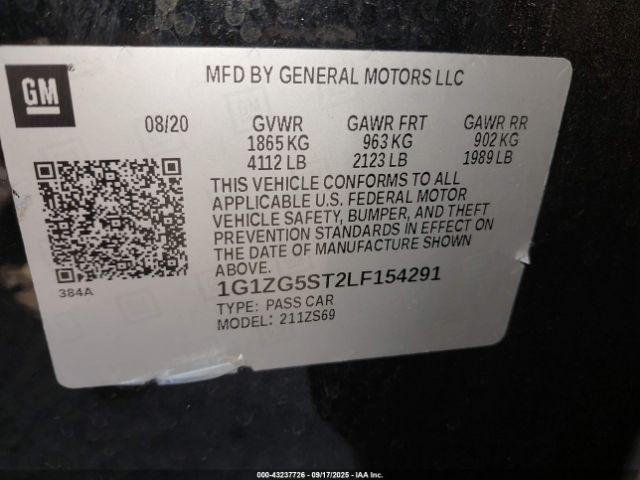 GM
MFD BY GENERAL MOTORS LLC
08/20 GVWR GAWR FRT GAWR RR
1865 KG 963 KG 902 KG
4112 LB 2123 LB 1989 LB
THIS VEHICLE CONFORMS TO ALL
APPLICABLE U.S. FEDERAL MOTOR
VEHICLE SAFETY, BUMPER, AND THEFT
PREVENTION STANDARDS IN EFFECT ON
THE DATE OF MANUFACTURE SHOWN
ABOVE.
384A
1G1ZG5ST2LF154291
TYPE: PASS CAR
MODEL: 211ZS69
000-43237726 - 09/17/2025 - IAA Inc.